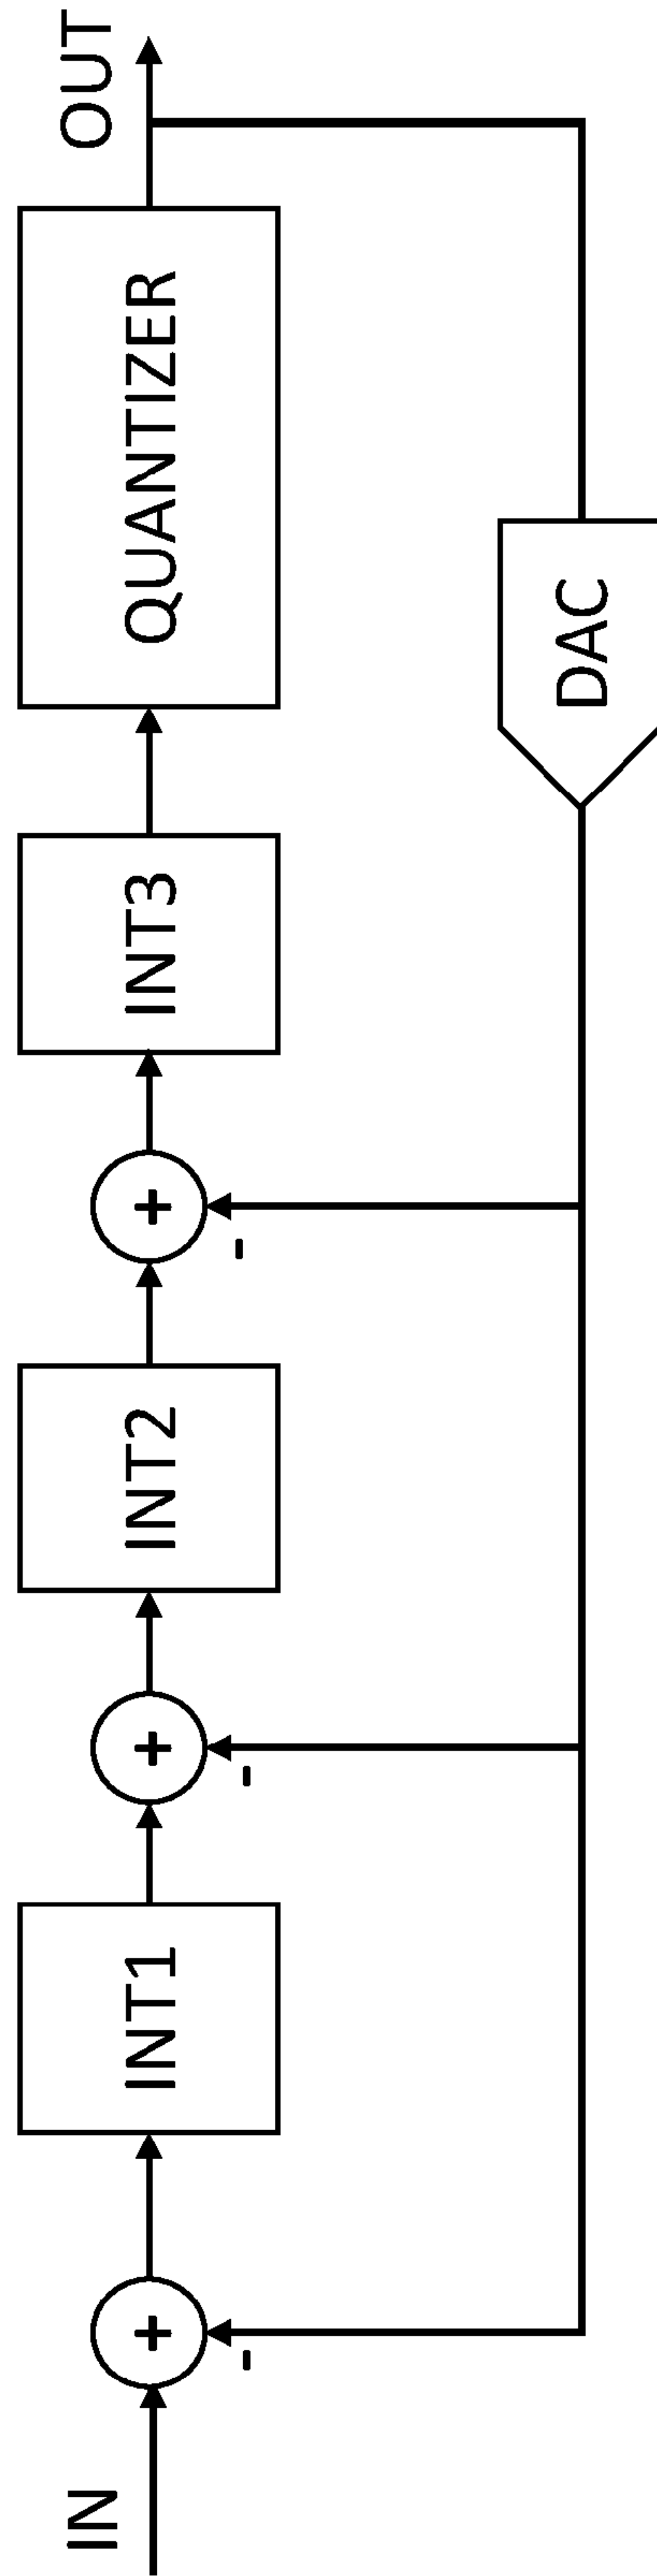 IN
+
-
INT1
+
-
INT2
+
-
INT3
QUANTIZER
OUT
DAC